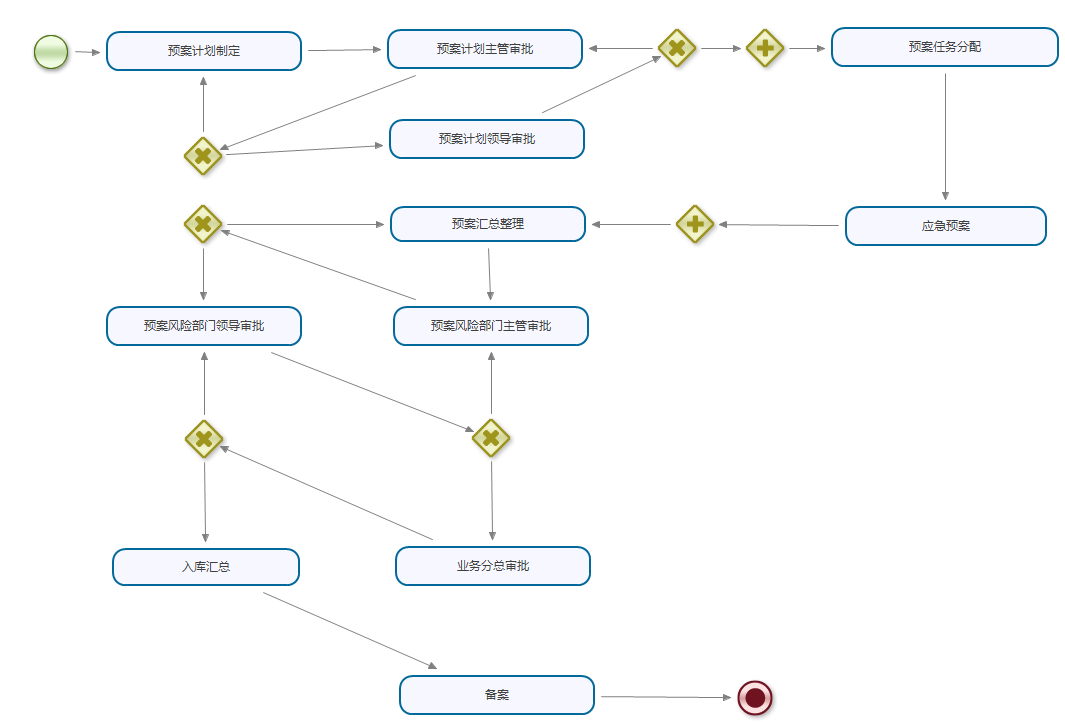 预案计划制定
预案计划主管审批
预案任务分配
预案计划领导审批
预案汇总整理
应急预案
预案风险部门领导审批
预案风险部门主管审批
入库汇总
业务分总审批
备案